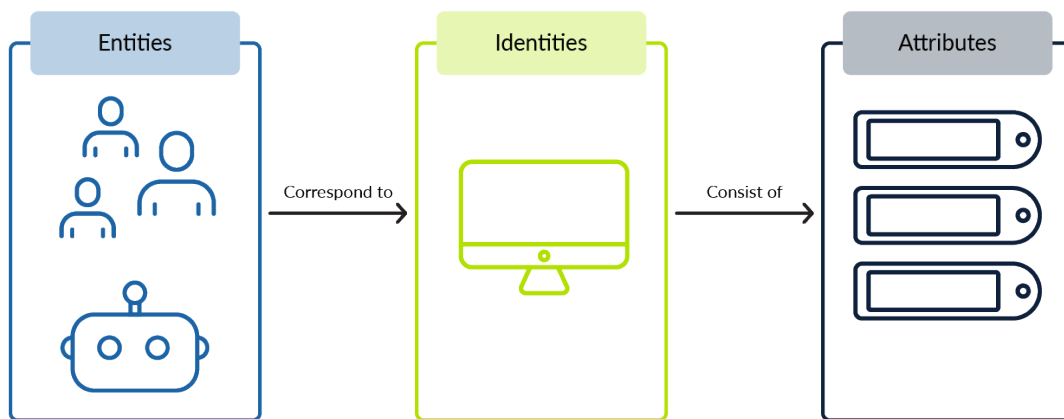 Entities
Identities
Attributes
Correspond to
Consist of